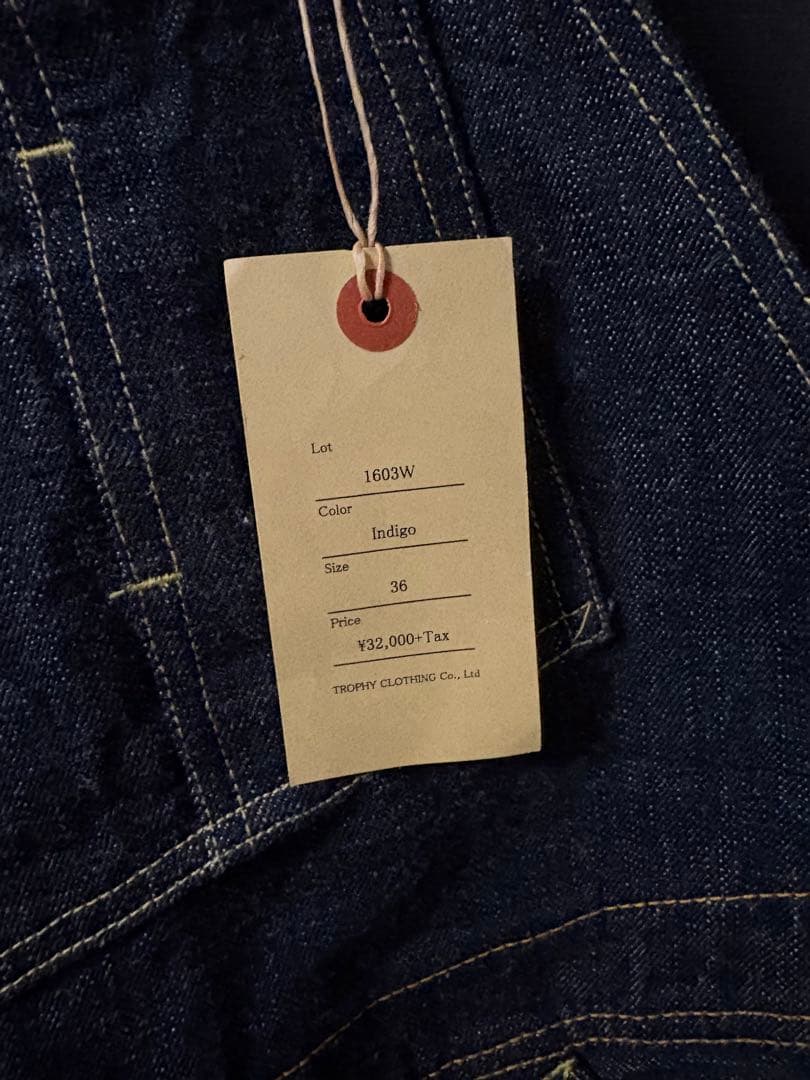 Lot
1603W
Color
Indigo
Size
36
Price
¥32,000+Tax
TROPHY CLOTHING Co., Ltd